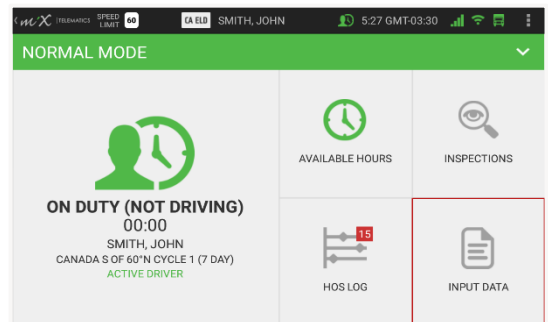 mix TELEMATICS SPEED LIMIT 60 CA ELD SMITH, JOHN 5:27 GMT-03:30
NORMAL MODE
AVAILABLE HOURS
INSPECTIONS
ON DUTY (NOT DRIVING)
00:00
SMITH, JOHN
CANADA S OF 60°N CYCLE 1 (7 DAY)
ACTIVE DRIVER
15
HOS LOG
INPUT DATA